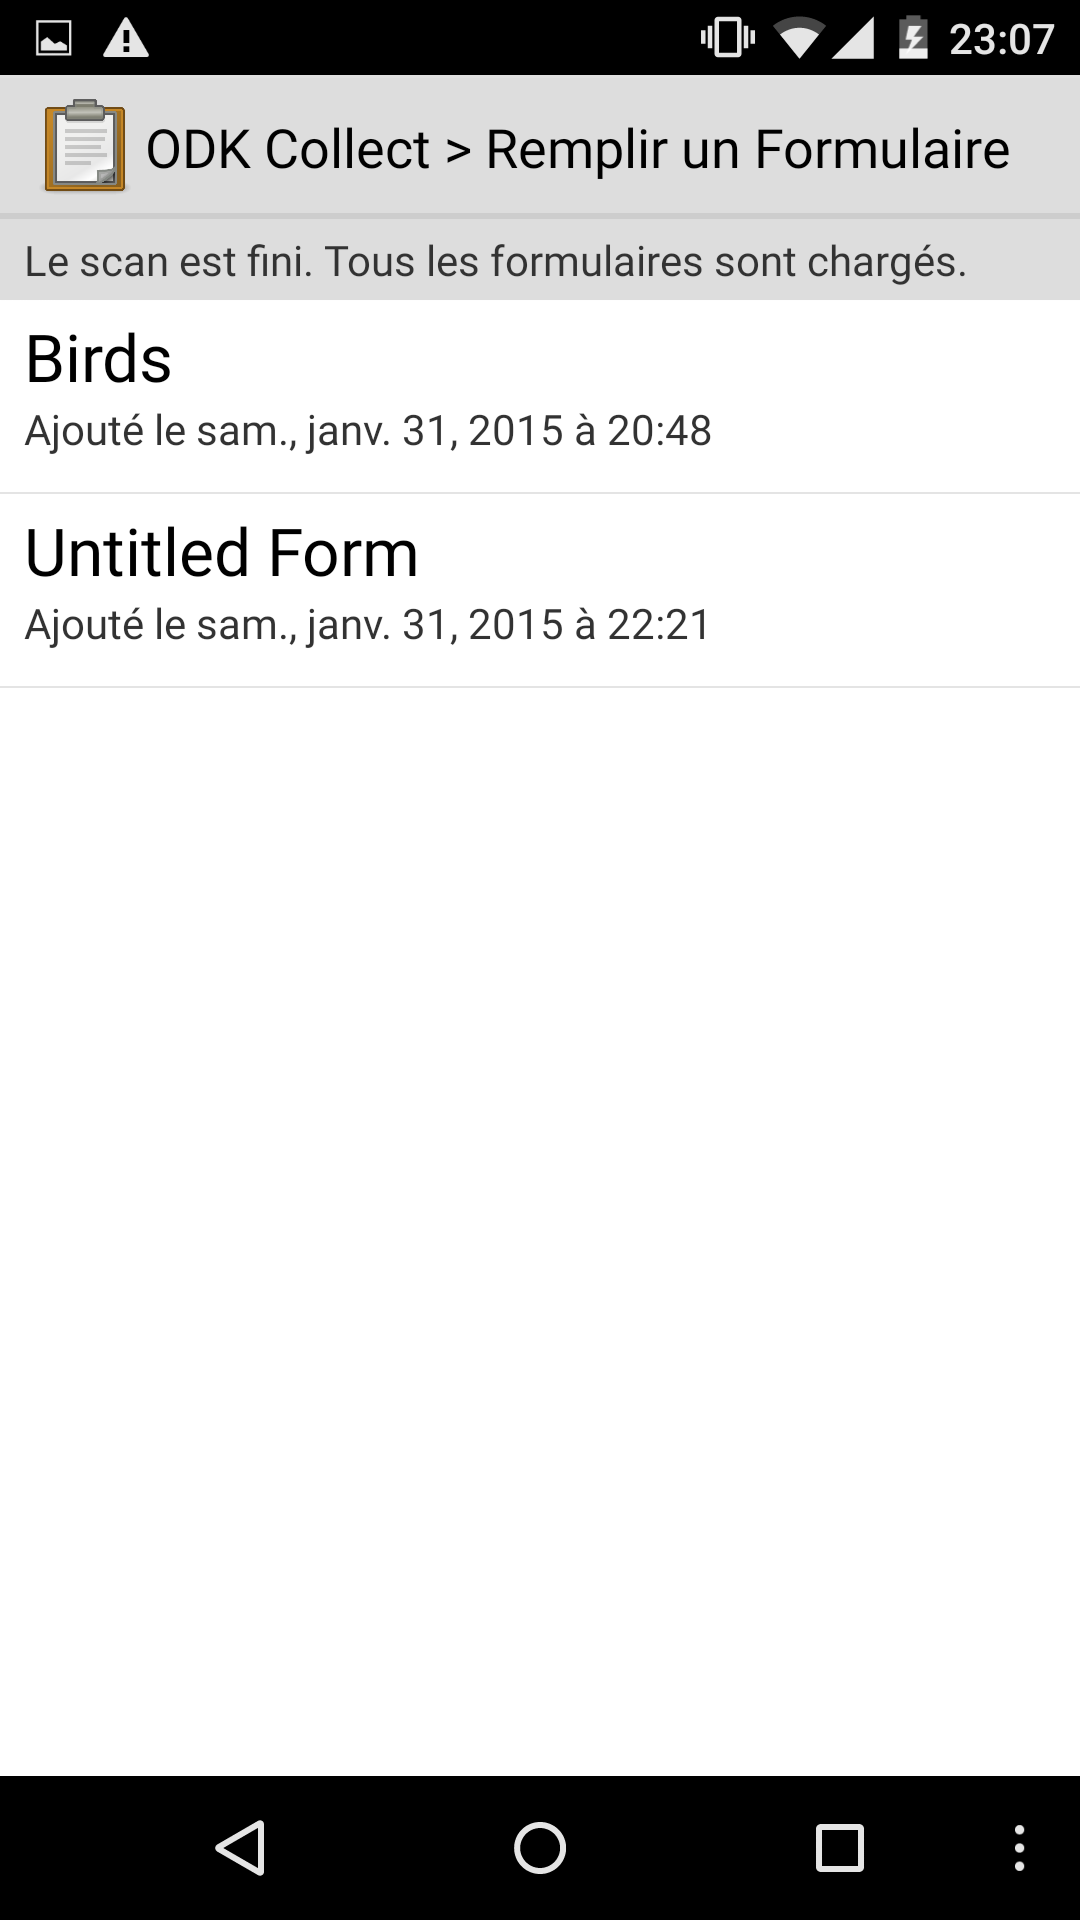 23:07
ODK Collect > Remplir un Formulaire
Le scan est fini. Tous les formulaires sont chargés.
Birds
Ajouté le sam., janv. 31, 2015 à 20:48
Untitled Form
Ajouté le sam., janv. 31, 2015 à 22:21